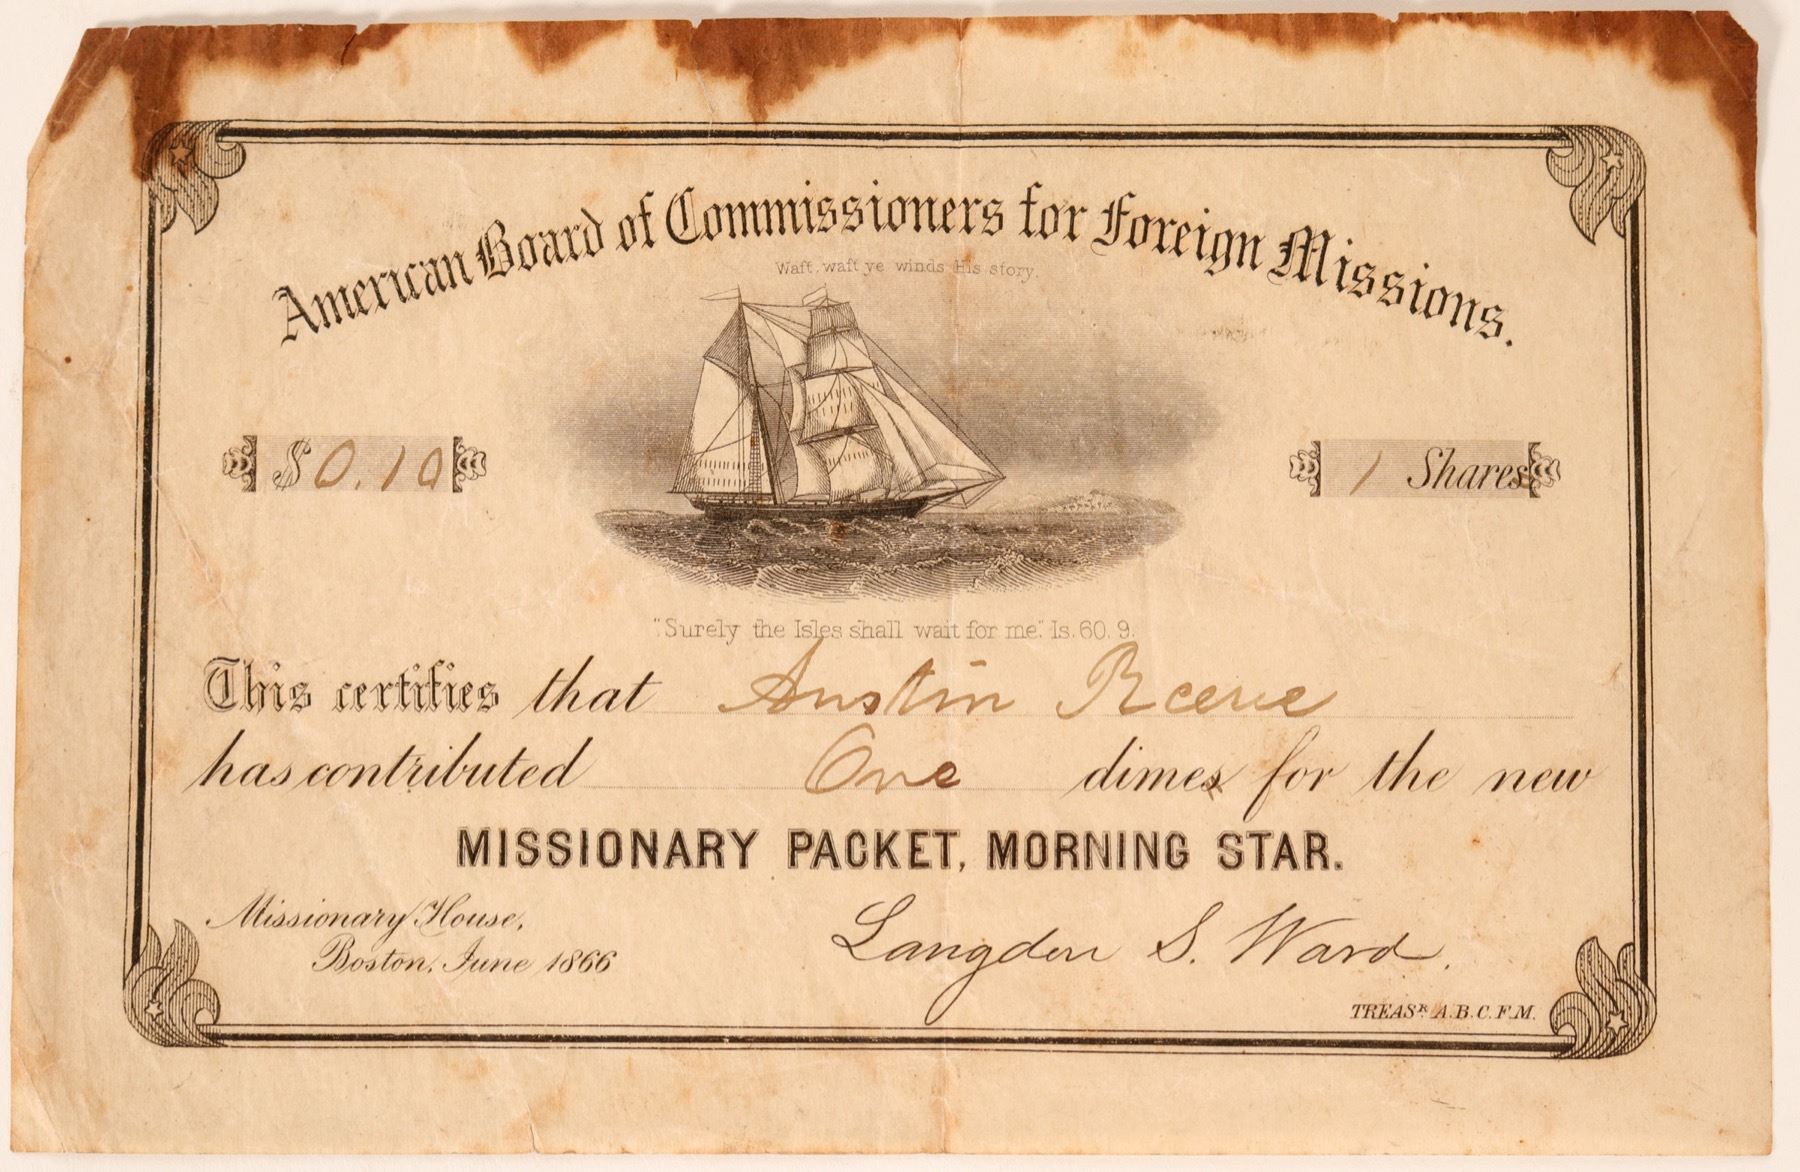 American Board of Commissioners for Foreign Missions.
Waft, waft ye winds His story.
$0.10
1 Shares
"Surely the Isles shall wait for me." Is. 60. 9.
This certifies that Austin Reeve
has contributed One dimes for the new
MISSIONARY PACKET, MORNING STAR.
Missionary House,
Boston, June 1866
Langdon S. Ward.
TREASR. A.B.C.F.M.